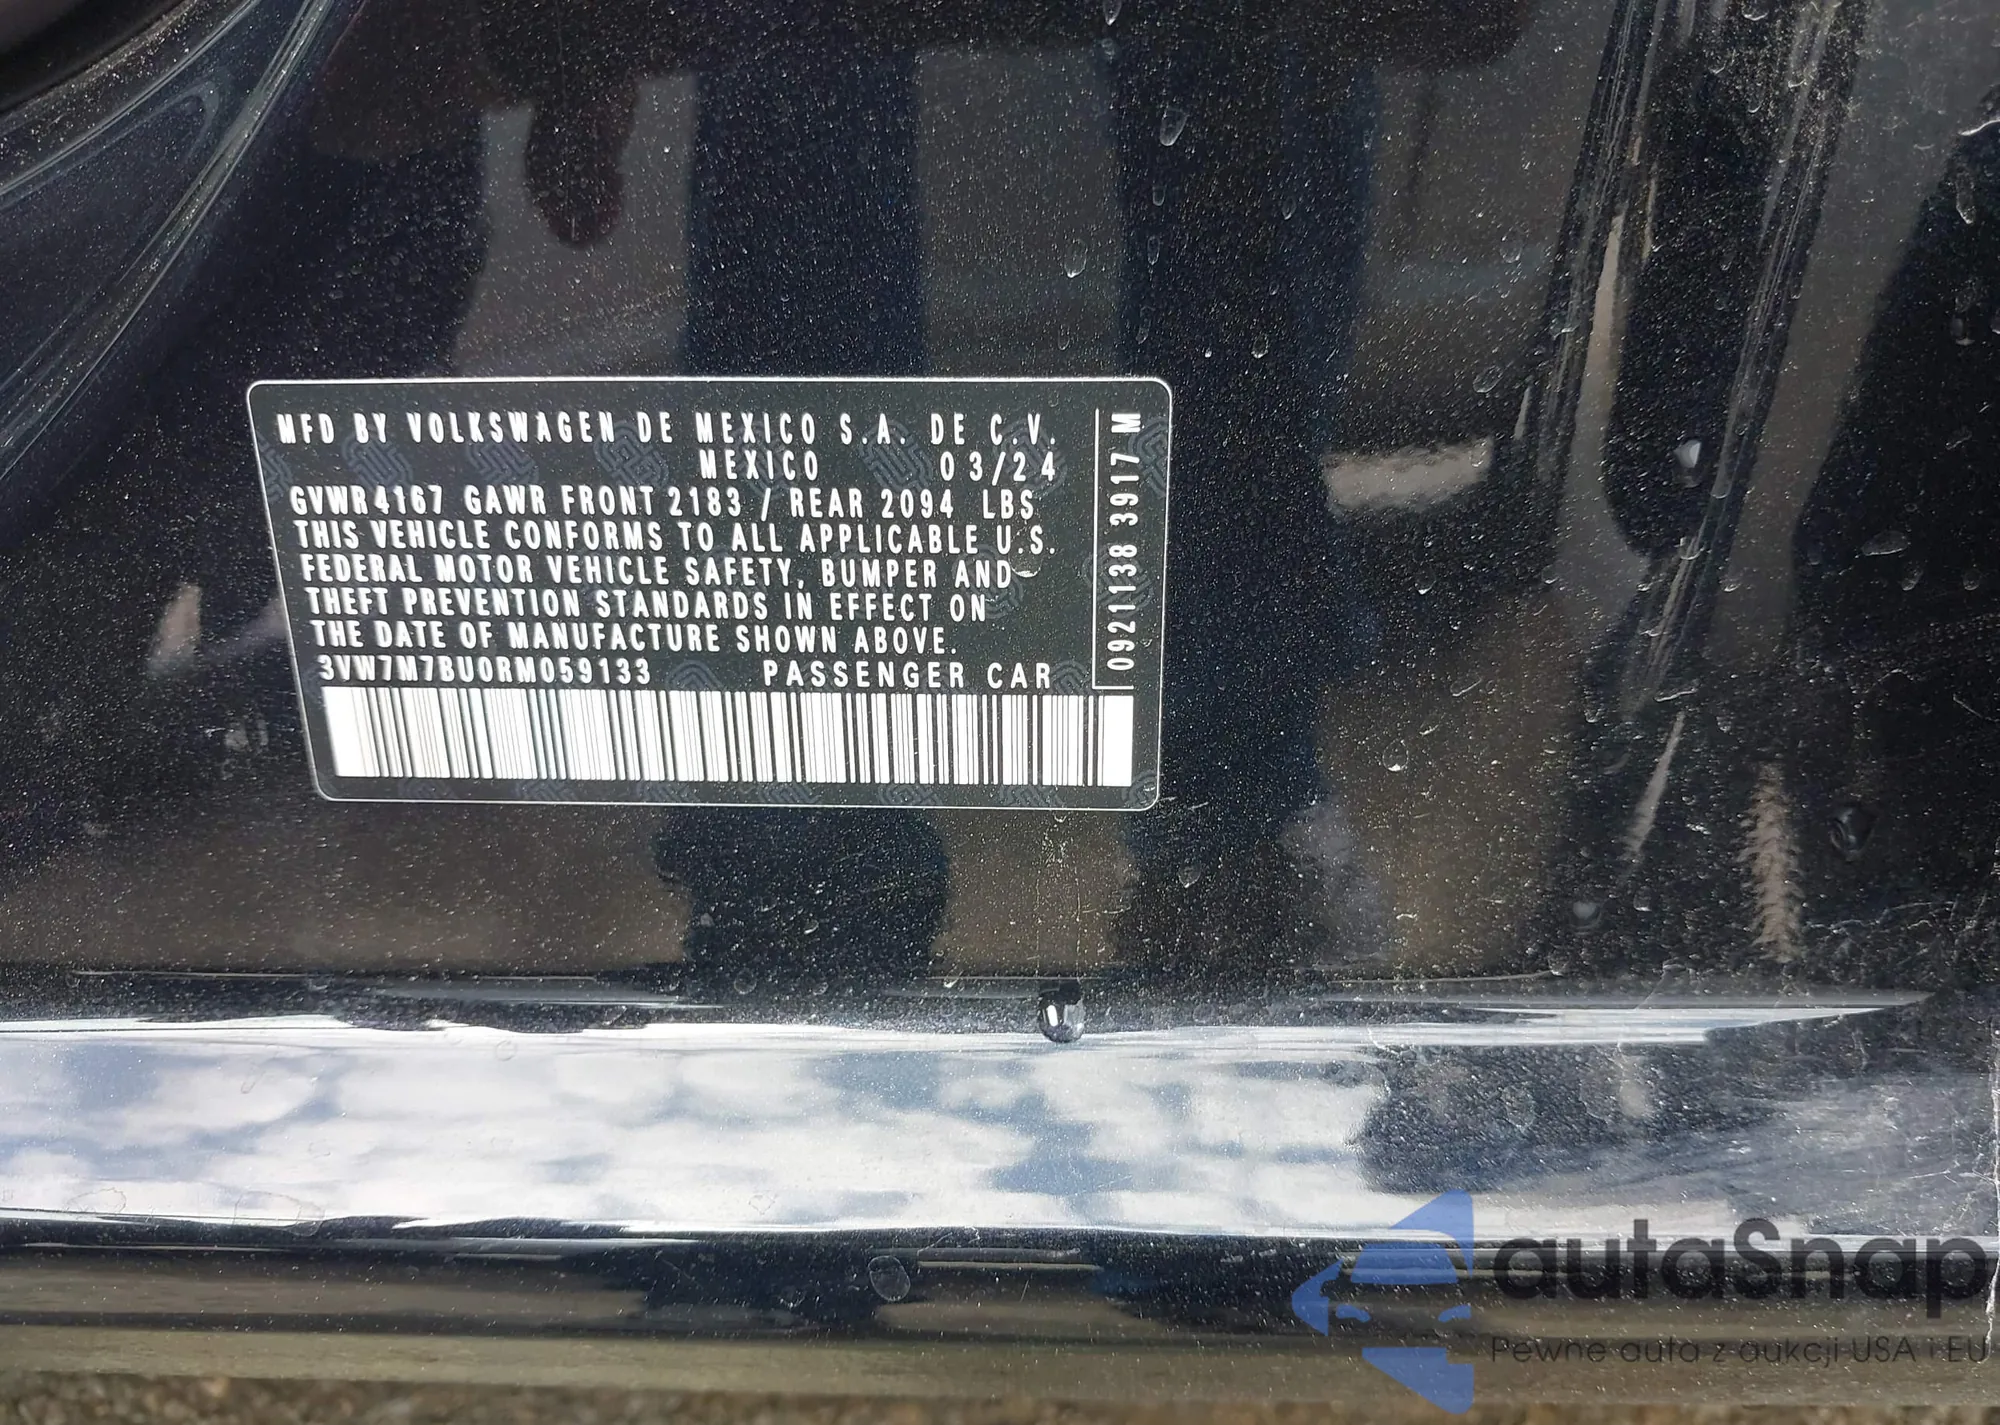 MFD BY VOLKSWAGEN DE MEXICO S.A. DE C.V.
MEXICO 03/24
GVWR 4167 GAWR FRONT 2183 / REAR 2094 LBS
THIS VEHICLE CONFORMS TO ALL APPLICABLE U.S.
FEDERAL MOTOR VEHICLE SAFETY, BUMPER AND
THEFT PREVENTION STANDARDS IN EFFECT ON
THE DATE OF MANUFACTURE SHOWN ABOVE.
3VW7M7BU0RM059133 PASSENGER CAR
0921138 3917 M
autaSnap
Pewne auta z aukcji USA i EU